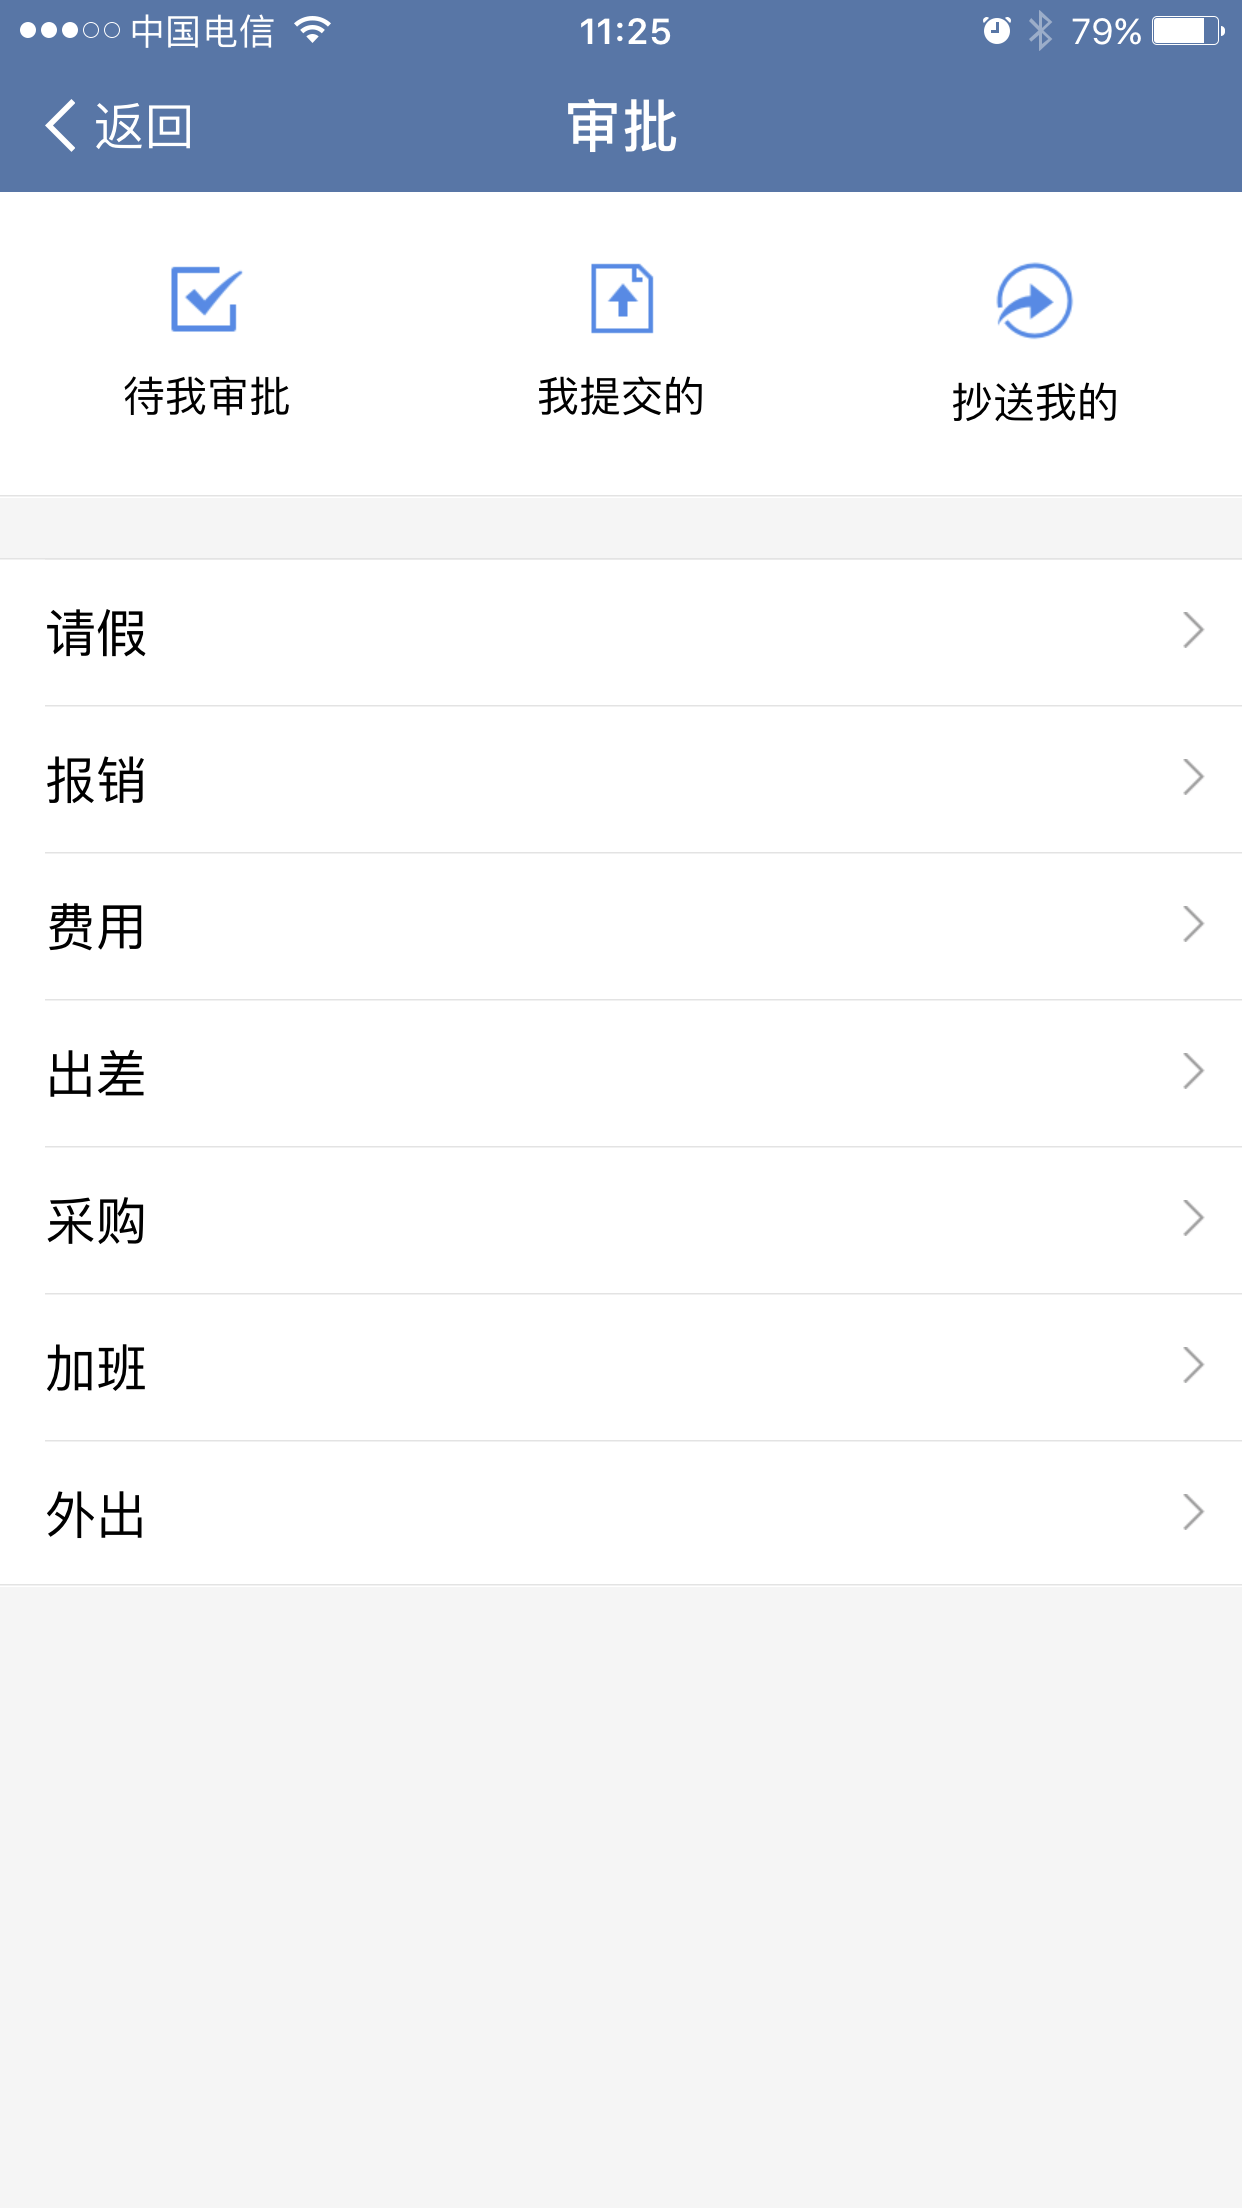 中国电信 11:25 79%
返回 审批
待我审批 我提交的 抄送我的
请假
报销
费用
出差
采购
加班
外出